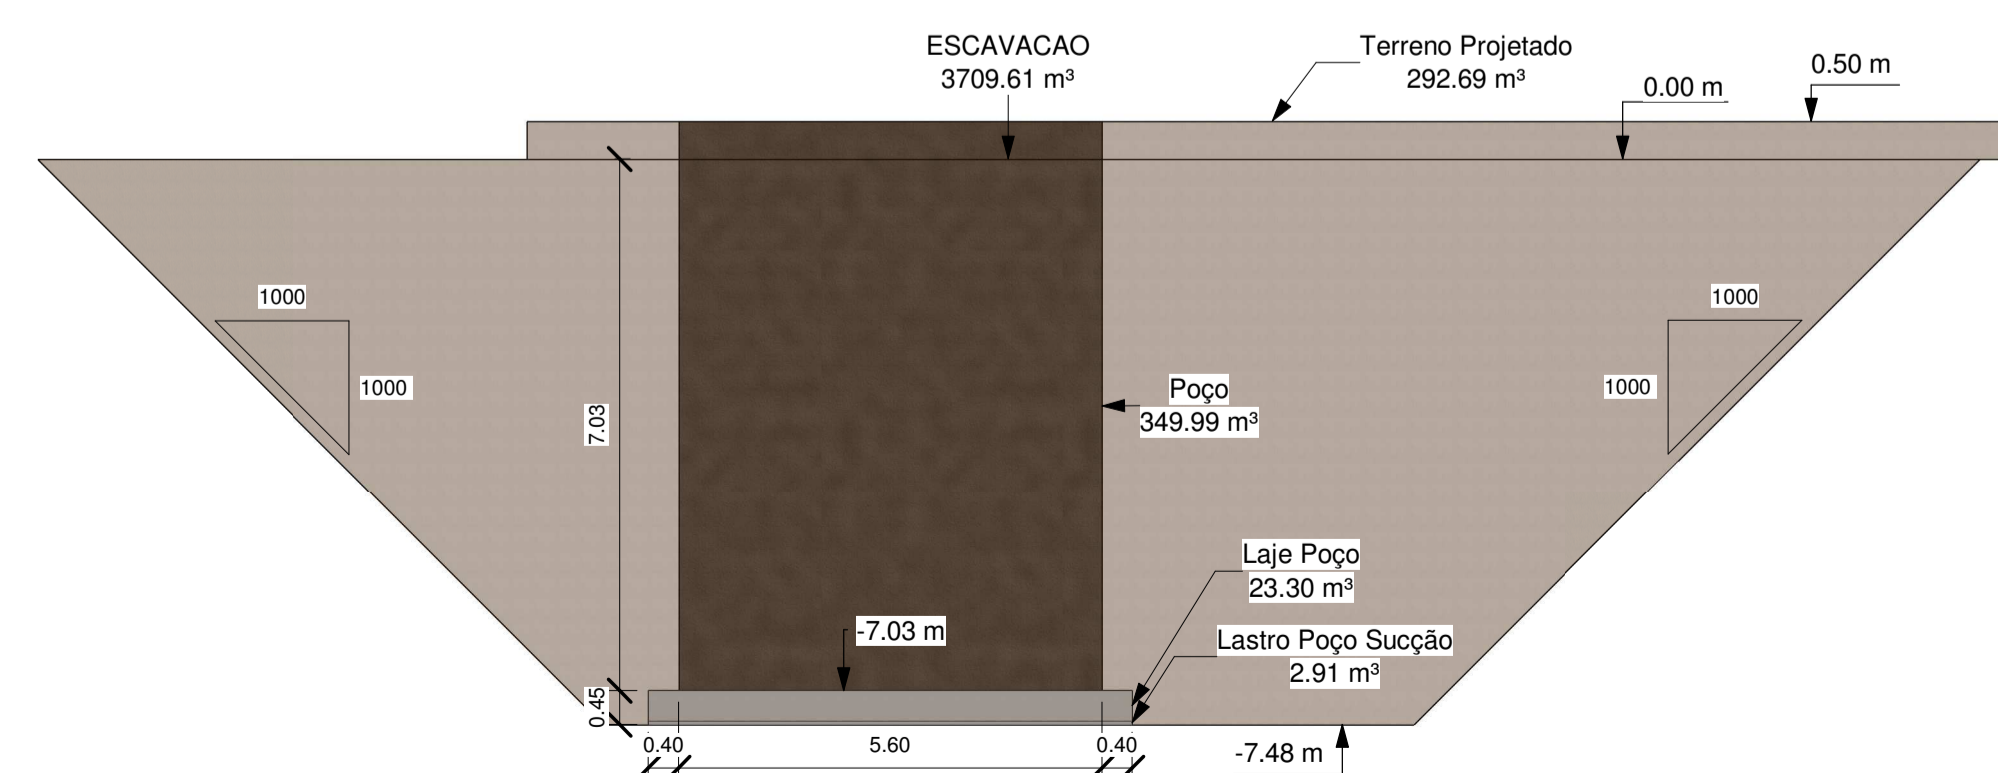 ESCAVACAO
3709.61 m³
Terreno Projetado
292.69 m³
0.00 m
0.50 m
1000
1000
1000
1000
7.03
Poço
349.99 m³
Laje Poço
23.30 m³
-7.03 m
Lastro Poço Sucção
2.91 m³
0.45
0.40
5.60
0.40
-7.48 m